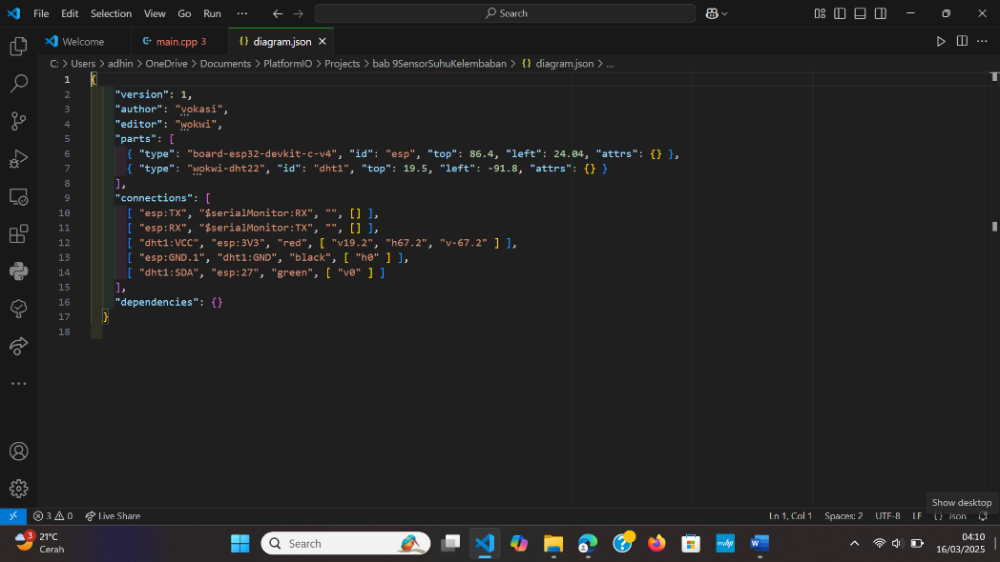 File Edit Selection View Go Run ··· Search
Welcome main.cpp 3 {} diagram.json
C: > Users > adhin > OneDrive > Documents > PlatformIO > Projects > bab 9SensorSuhuKelembaban > {} diagram.json > ...
1 {
2 "version": 1,
3 "author": "yokasi",
4 "editor": "wokwi",
5 "parts": [
6 { "type": "board-esp32-devkit-c-v4", "id": "esp", "top": 86.4, "left": 24.04, "attrs": {} },
7 { "type": "wokwi-dht22", "id": "dht1", "top": 19.5, "left": -91.8, "attrs": {} }
8 ],
9 "connections": [
10 [ "esp:TX", "$serialMonitor:RX", "", [] ],
11 [ "esp:RX", "$serialMonitor:TX", "", [] ],
12 [ "dht1:VCC", "esp:3V3", "red", [ "v19.2", "h67.2", "v-67.2" ] ],
13 [ "esp:GND.1", "dht1:GND", "black", [ "h0" ] ],
14 [ "dht1:SDA", "esp:27", "green", [ "v0" ] ]
15 ],
16 "dependencies": {}
17 }
18
Show desktop
3 0 Live Share Ln 1, Col 1 Spaces: 2 UTF-8 LF {} Json
3 21°C
Cerah
Search
04:10
16/03/2025